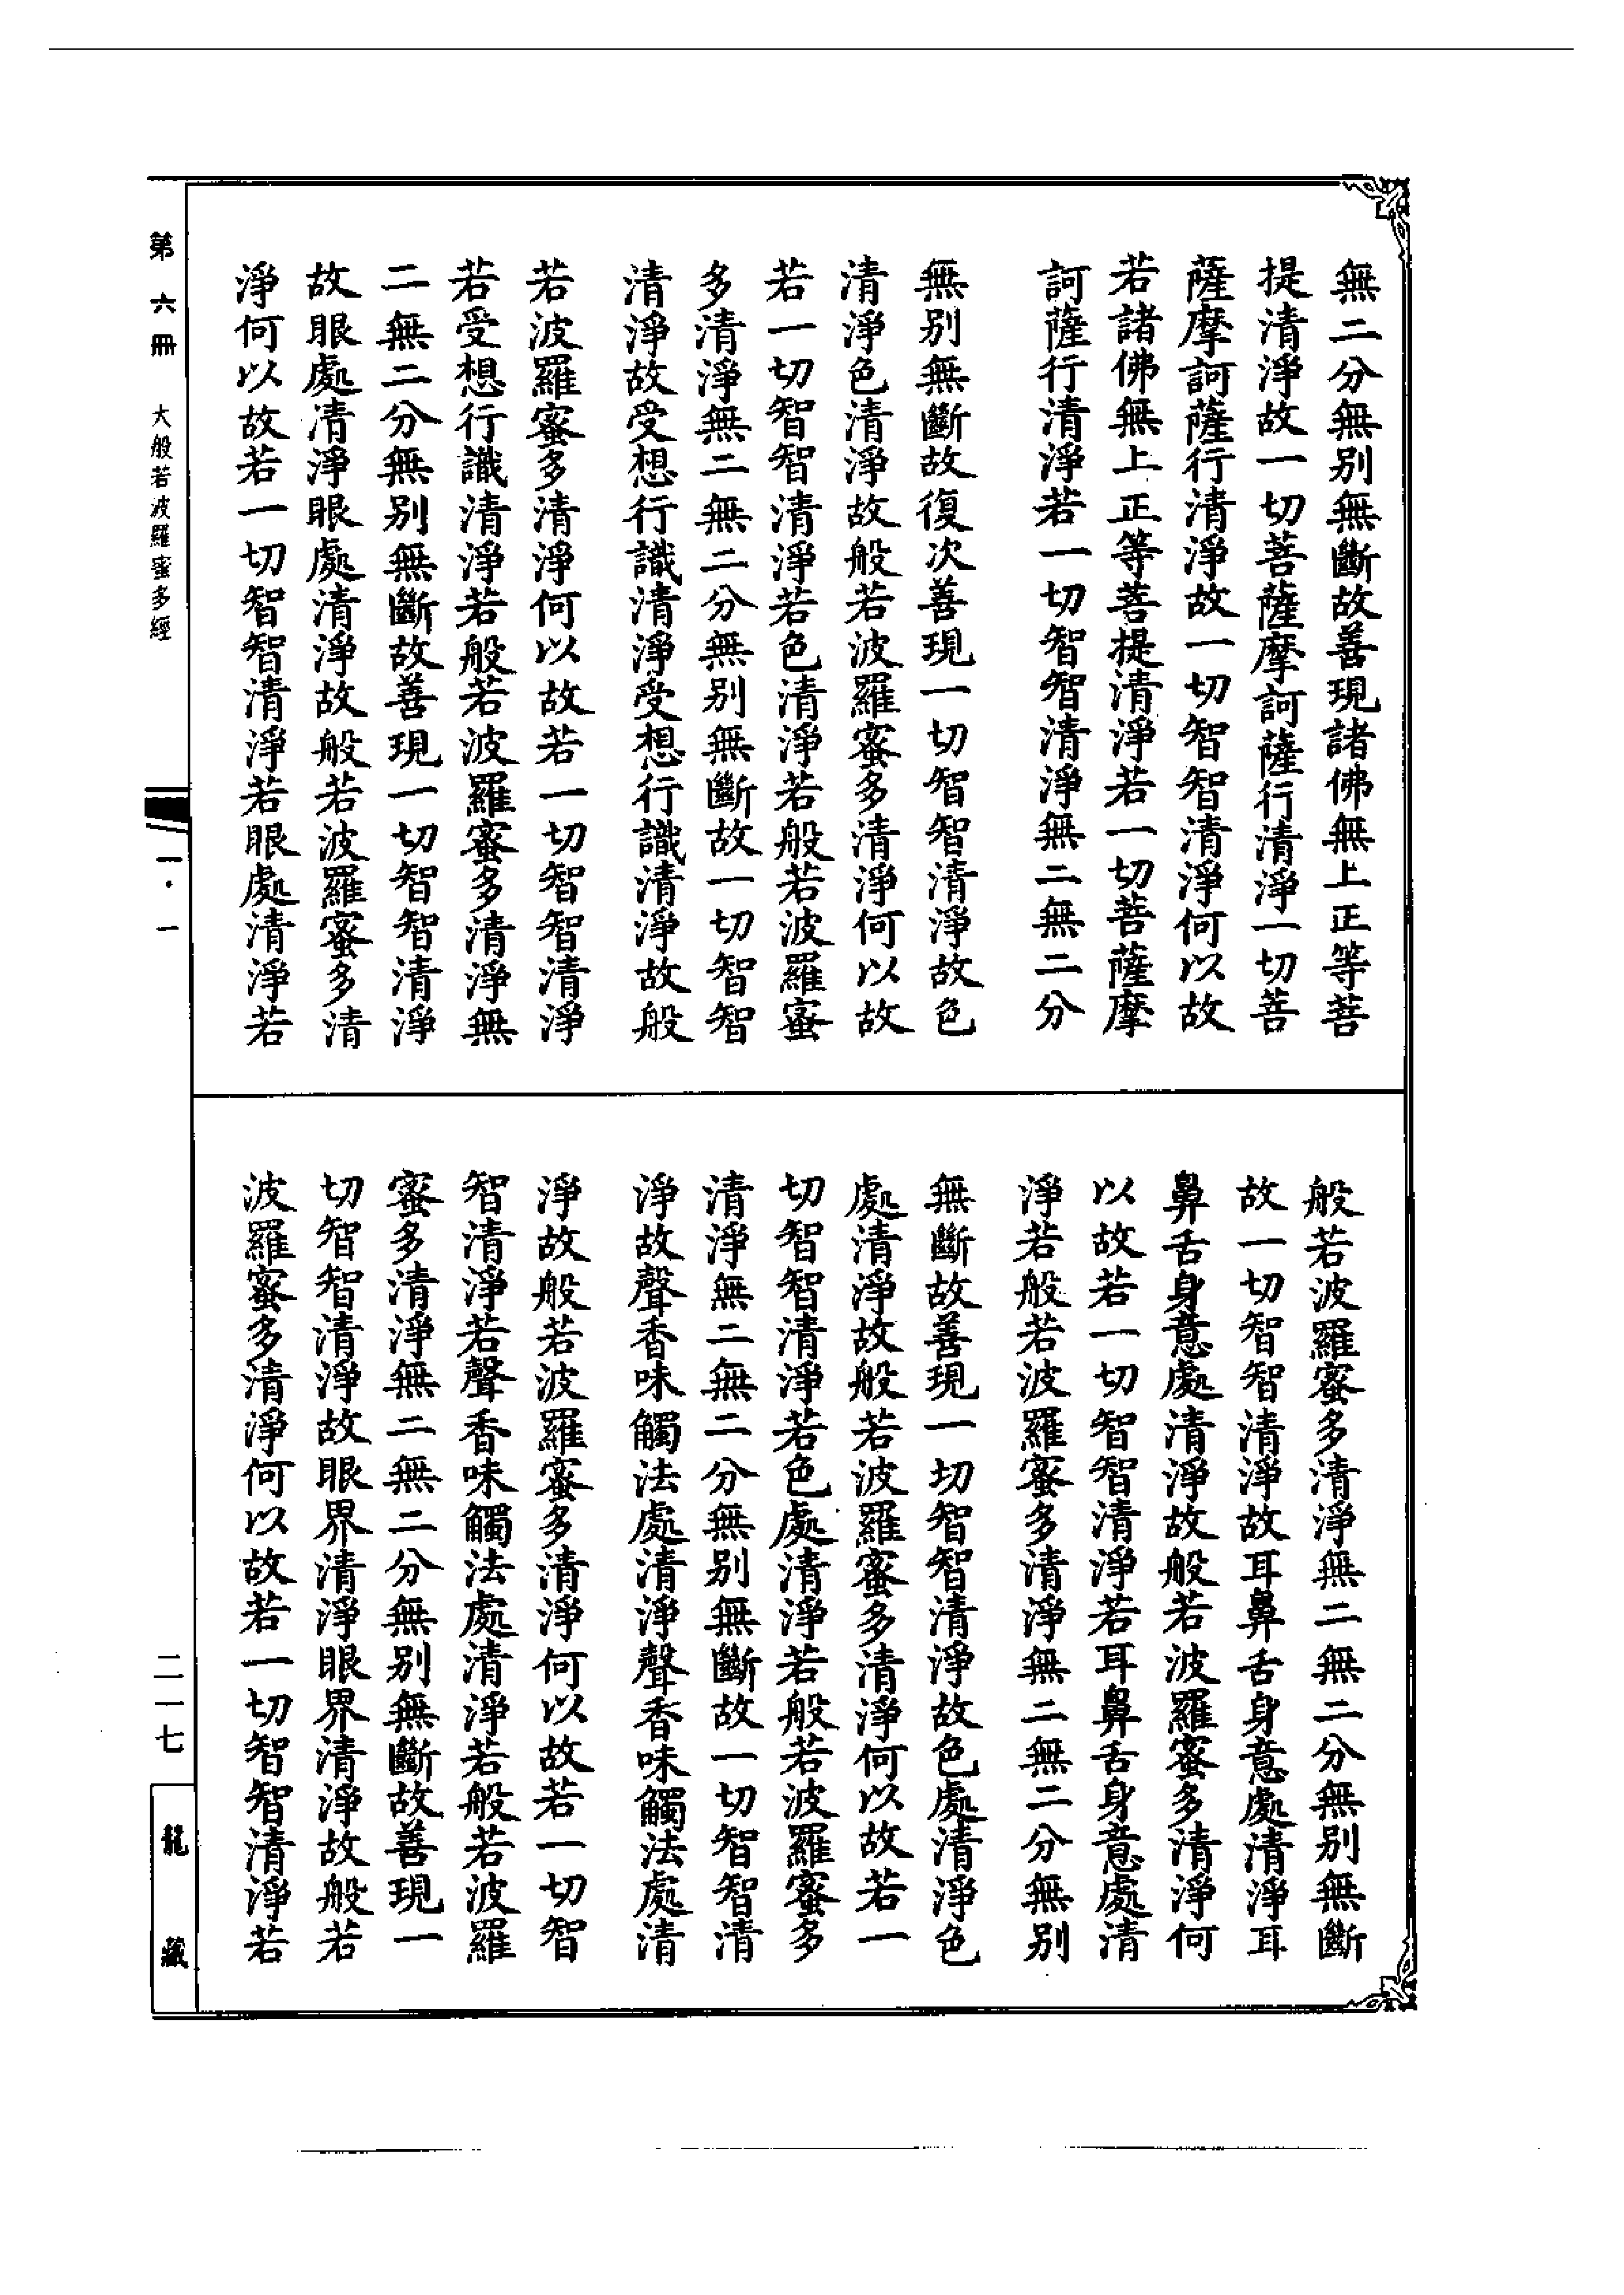 無二分無別無斷故善現諸佛無上正等菩
提清淨故一切菩薩摩訶薩行清淨一切菩
薩摩訶薩行清淨故一切智智清淨何以故
若諸佛無上正等菩提清淨若一切菩薩摩
訶薩行清淨若一切智智清淨無二無二分
無別無斷故復次善現一切智智清淨故色
清淨色清淨故般若波羅蜜多清淨何以故
若一切智智清淨若色清淨若般若波羅蜜
多清淨無二無二分無別無斷故一切智智
清淨故受想行識清淨受想行識清淨故般
若波羅蜜多清淨何以故若一切智智清淨
若受想行識清淨若般若波羅蜜多清淨無
二無二分無別無斷故善現一切智智清淨
故眼處清淨眼處清淨故般若波羅蜜多清
淨何以故若一切智智清淨若眼處清淨若
般若波羅蜜多清淨無二無二分無別無斷
故一切智智清淨故耳鼻舌身意處清淨耳
鼻舌身意處清淨故般若波羅蜜多清淨何
以故若一切智智清淨若耳鼻舌身意處清
淨若般若波羅蜜多清淨無二無二分無別
無斷故善現一切智智清淨故色處清淨色
處清淨故般若波羅蜜多清淨何以故若一
切智智清淨若色處清淨若般若波羅蜜多
清淨無二無二分無別無斷故一切智智清
淨故聲香味觸法處清淨聲香味觸法處清
淨故般若波羅蜜多清淨何以故若一切智
智清淨若聲香味觸法處清淨若般若波羅
蜜多清淨無二無二分無別無斷故善現一
切智智清淨故眼界清淨眼界清淨故般若
波羅蜜多清淨何以故若一切智智清淨若
第六冊 大般若波羅蜜多經 一·一 二一七 龍藏